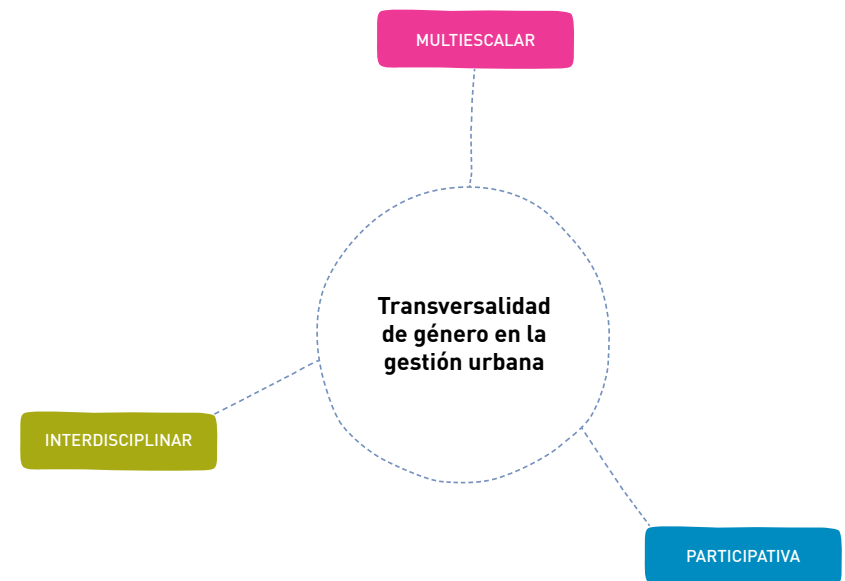 MULTIESCALAR
Transversalidad
de género en la
gestión urbana
INTERDISCIPLINAR
PARTICIPATIVA